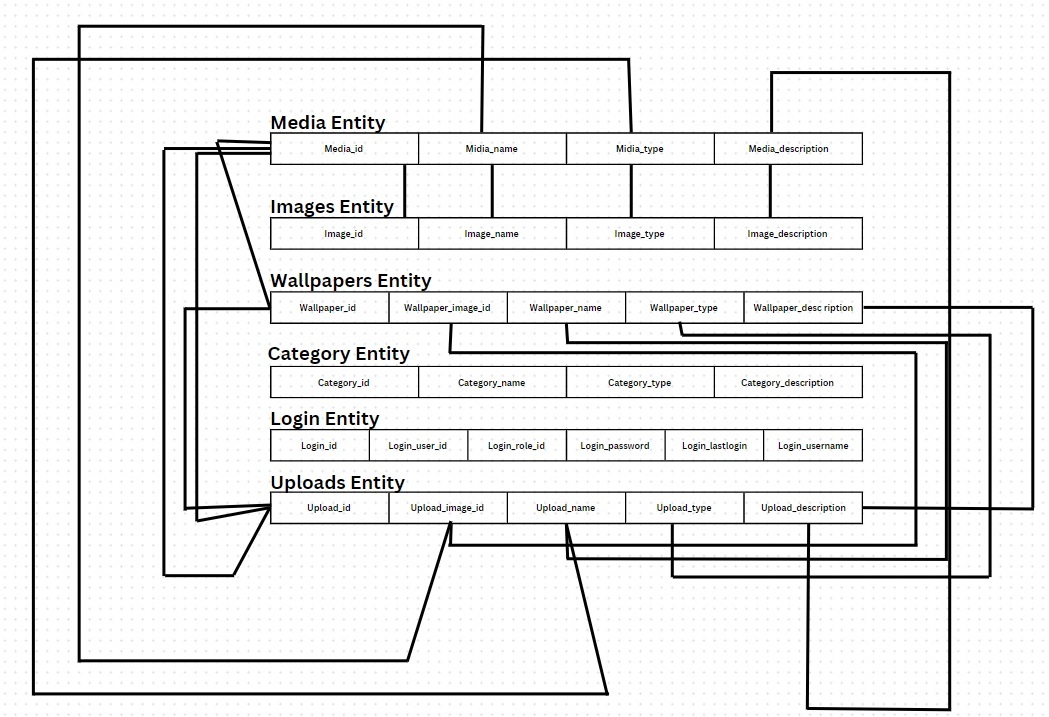 Media Entity
Media_id Midia_name Midia_type Media_description
Images Entity
Image_id Image_name Image_type Image_description
Wallpapers Entity
Wallpaper_id Wallpaper_image_id Wallpaper_name Wallpaper_type Wallpaper_desc ription
Category Entity
Category_id Category_name Category_type Category_description
Login Entity
Login_id Login_user_id Login_role_id Login_password Login_lastlogin Login_username
Uploads Entity
Upload_id Upload_image_id Upload_name Upload_type Upload_description